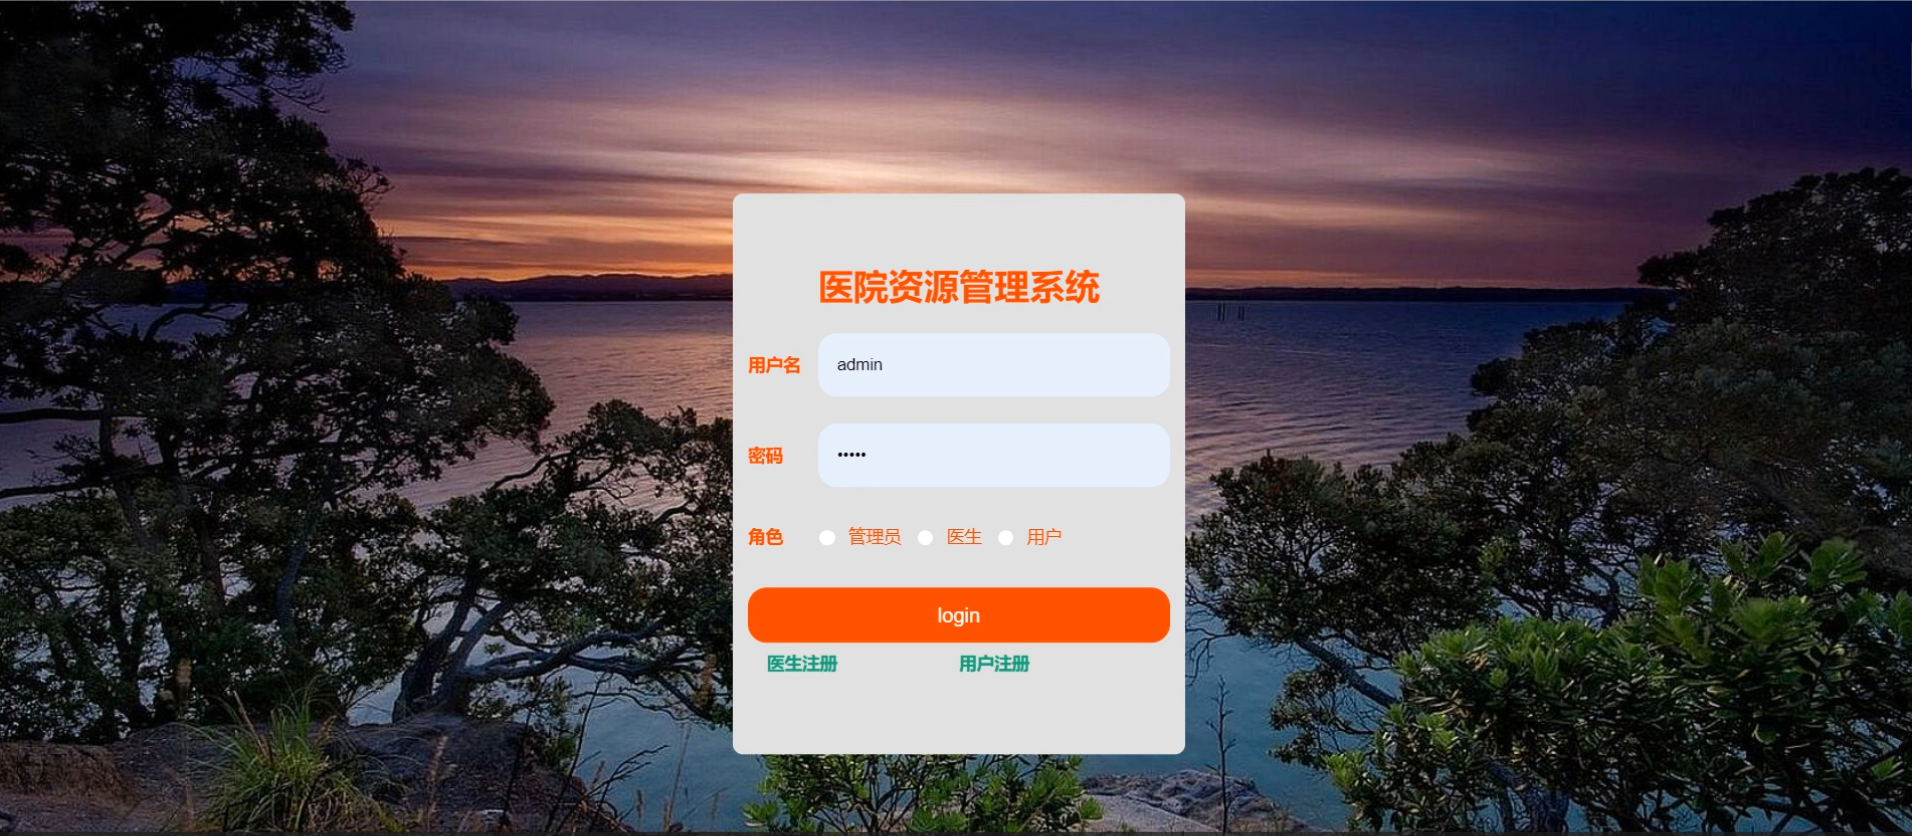 医院资源管理系统
用户名 admin
密码 •••••
角色 管理员 医生 用户
login
医生注册 用户注册